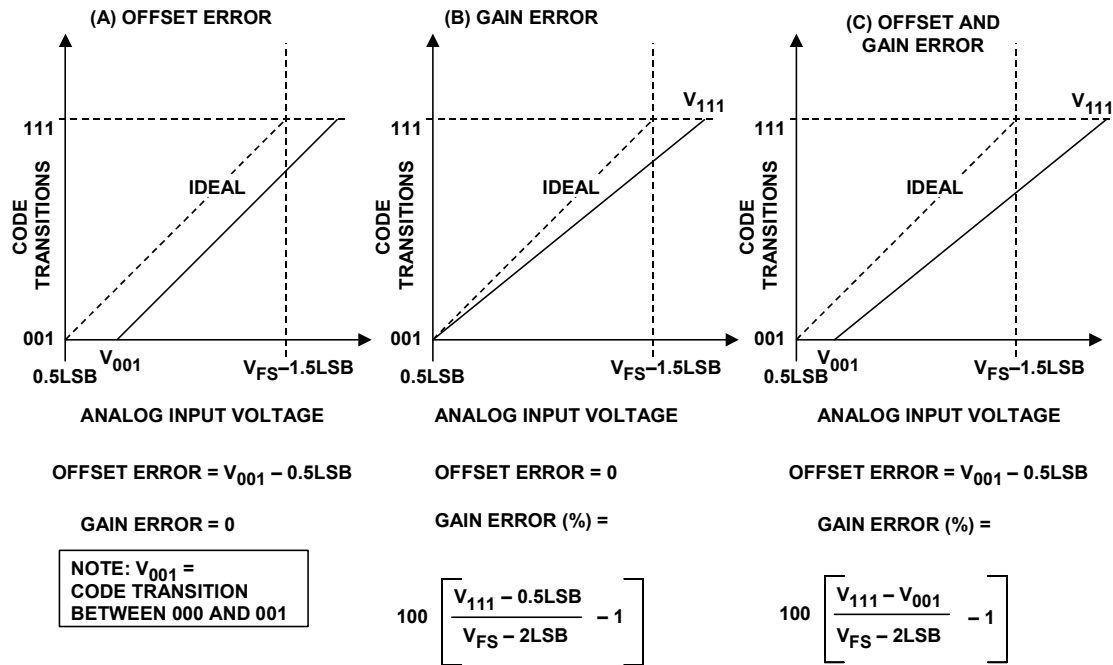 (A) OFFSET ERROR
111
IDEAL
CODE
TRANSITIONS
001
0.5LSB
V001
VFS–1.5LSB
ANALOG INPUT VOLTAGE
OFFSET ERROR = V001 – 0.5LSB
GAIN ERROR = 0
NOTE: V001 =
CODE TRANSITION
BETWEEN 000 AND 001
(B) GAIN ERROR
V111
111
IDEAL
CODE
TRANSITIONS
001
0.5LSB
VFS–1.5LSB
ANALOG INPUT VOLTAGE
OFFSET ERROR = 0
GAIN ERROR (%) =
100 [ V111 – 0.5LSB / VFS – 2LSB – 1 ]
(C) OFFSET AND
GAIN ERROR
V111
111
IDEAL
CODE
TRANSITIONS
001
0.5LSB
V001
VFS–1.5LSB
ANALOG INPUT VOLTAGE
OFFSET ERROR = V001 – 0.5LSB
GAIN ERROR (%) =
100 [ V111 – V001 / VFS – 2LSB – 1 ]